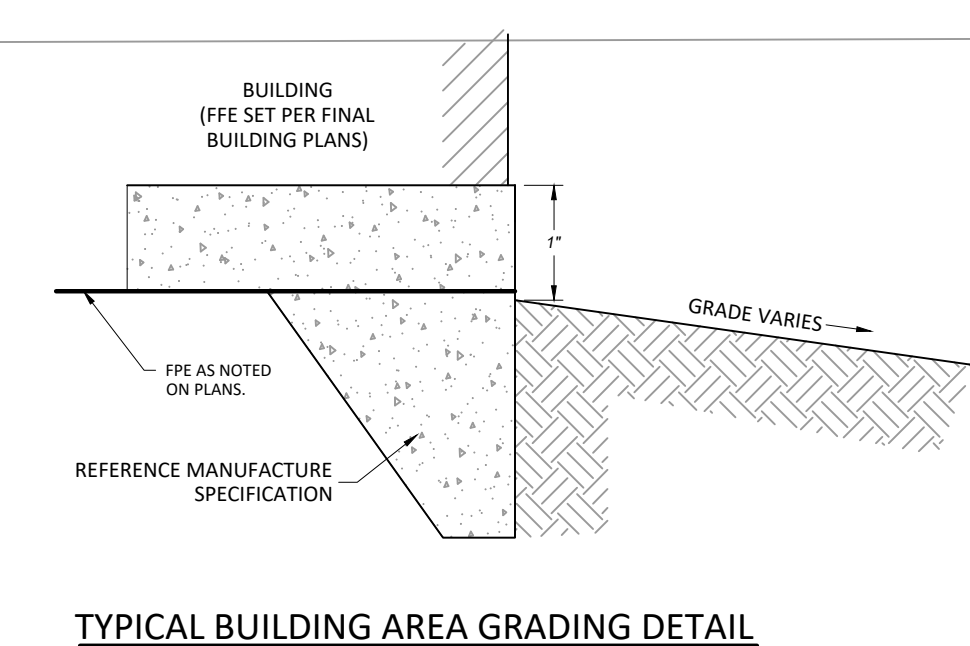 BUILDING
(FFE SET PER FINAL
BUILDING PLANS)
1"
GRADE VARIES
FPE AS NOTED
ON PLANS.
REFERENCE MANUFACTURE
SPECIFICATION
TYPICAL BUILDING AREA GRADING DETAIL